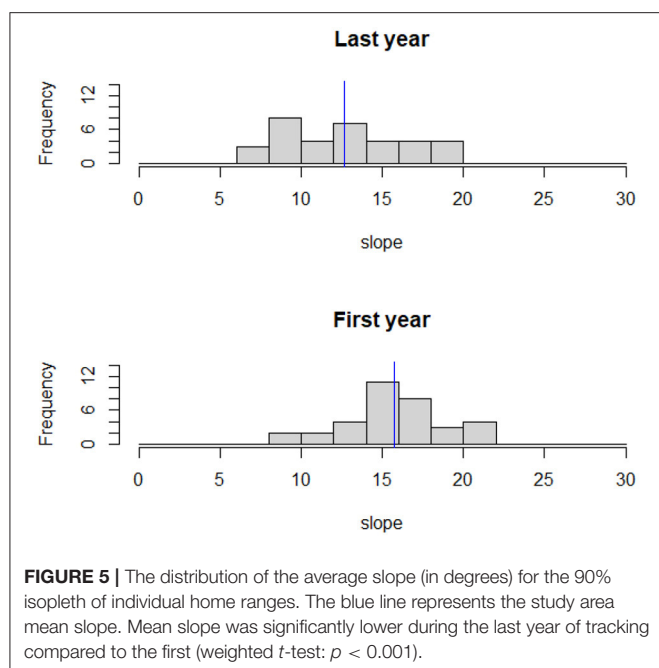 Last year
Frequency
0 6 12
0 5 10 15 20 25 30
slope
First year
Frequency
0 6 12
0 5 10 15 20 25 30
slope
FIGURE 5 | The distribution of the average slope (in degrees) for the 90%
isopleth of individual home ranges. The blue line represents the study area
mean slope. Mean slope was significantly lower during the last year of tracking
compared to the first (weighted t-test: p < 0.001).